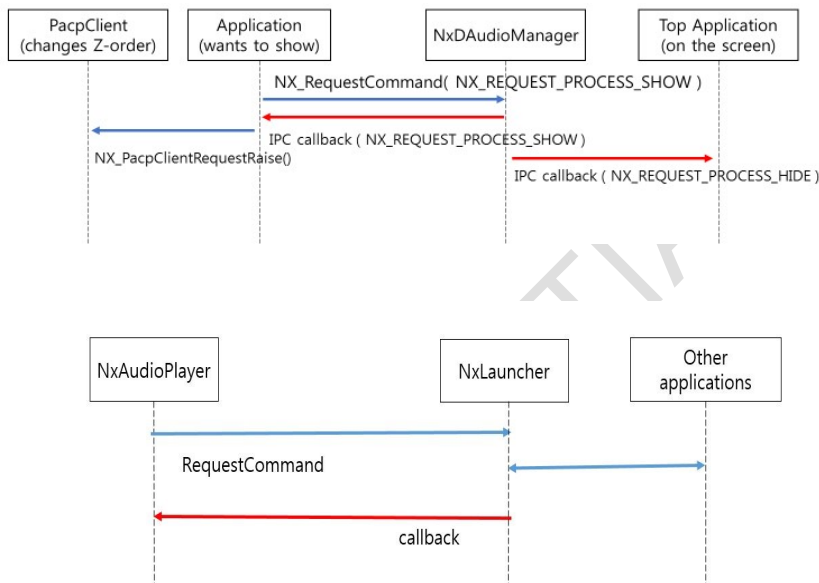 PacpClient
(changes Z-order)
Application
(wants to show)
NxDAudioManager
Top Application
(on the screen)
NX_RequestCommand( NX_REQUEST_PROCESS_SHOW )
IPC callback ( NX_REQUEST_PROCESS_SHOW )
NX_PacpClientRequestRaise()
IPC callback ( NX_REQUEST_PROCESS_HIDE )
NxAudioPlayer
NxLauncher
Other
applications
RequestCommand
callback